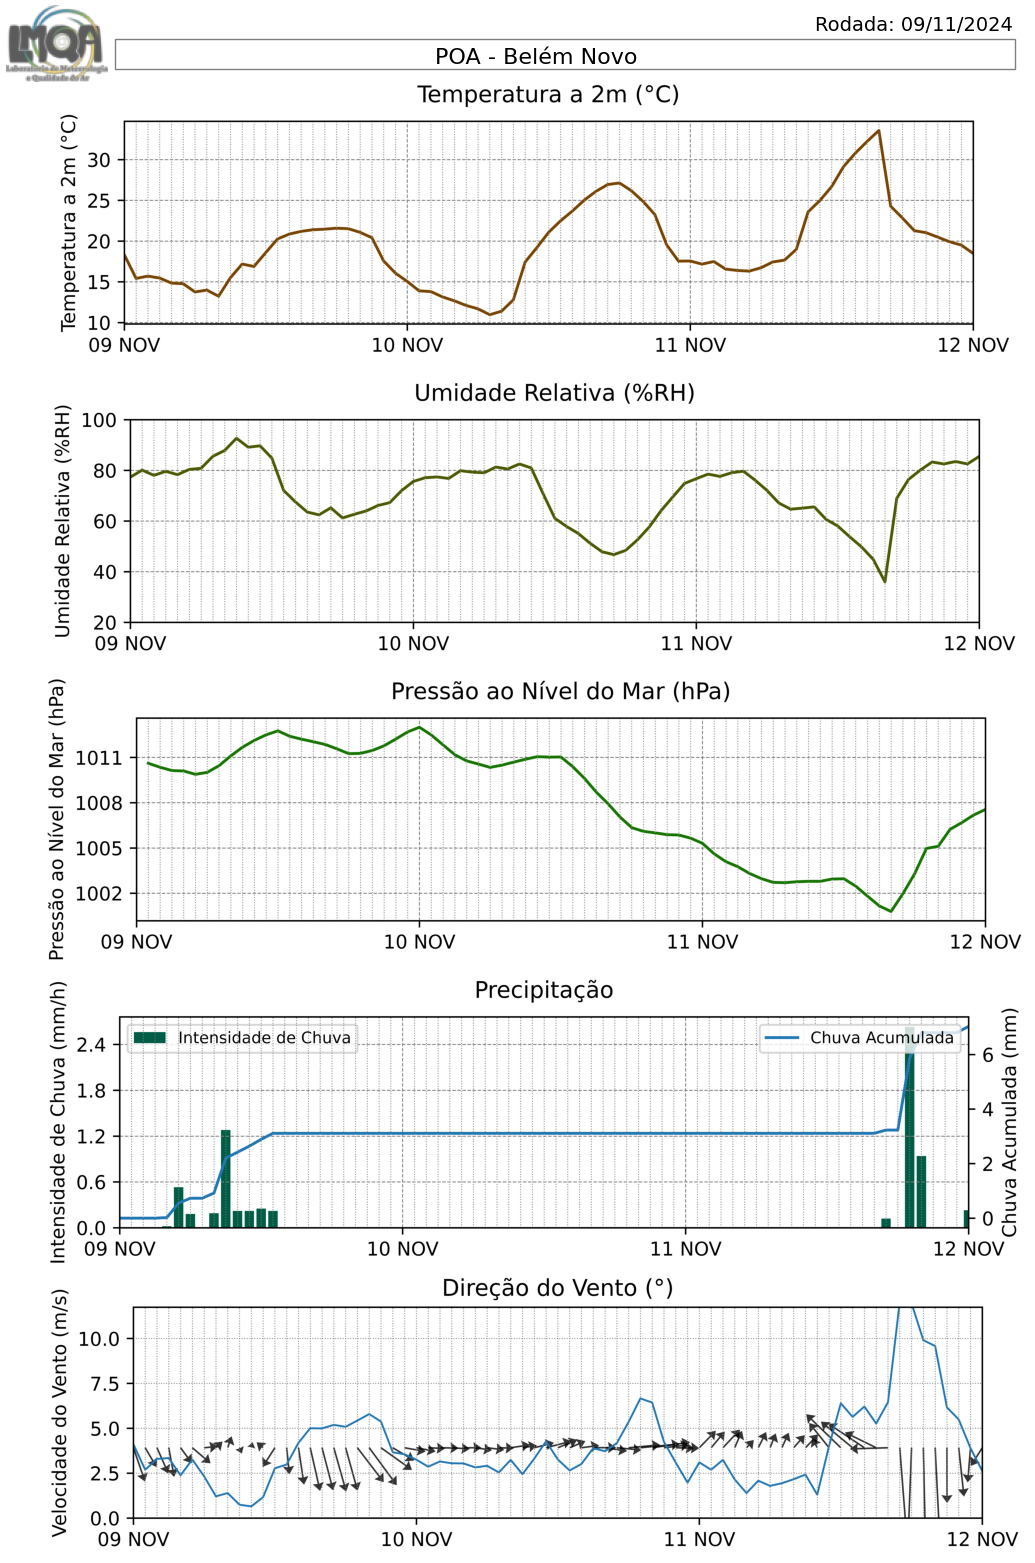 LMQA
Laboratório de Meteorologia
e Qualidade do Ar
Rodada: 09/11/2024
POA - Belém Novo
Temperatura a 2m (°C)
Temperatura a 2m (°C)
30
25
20
15
10
09 NOV 10 NOV 11 NOV 12 NOV
Umidade Relativa (%RH)
Umidade Relativa (%RH)
100
80
60
40
20
09 NOV 10 NOV 11 NOV 12 NOV
Pressão ao Nível do Mar (hPa)
Pressão ao Nível do Mar (hPa)
1011
1008
1005
1002
09 NOV 10 NOV 11 NOV 12 NOV
Precipitação
Intensidade de Chuva (mm/h)
Intensidade de Chuva
Chuva Acumulada
2.4
1.8
1.2
0.6
0.0
6
4
2
0
Chuva Acumulada (mm)
09 NOV 10 NOV 11 NOV 12 NOV
Direção do Vento (°)
Velocidade do Vento (m/s)
10.0
7.5
5.0
2.5
0.0
09 NOV 10 NOV 11 NOV 12 NOV